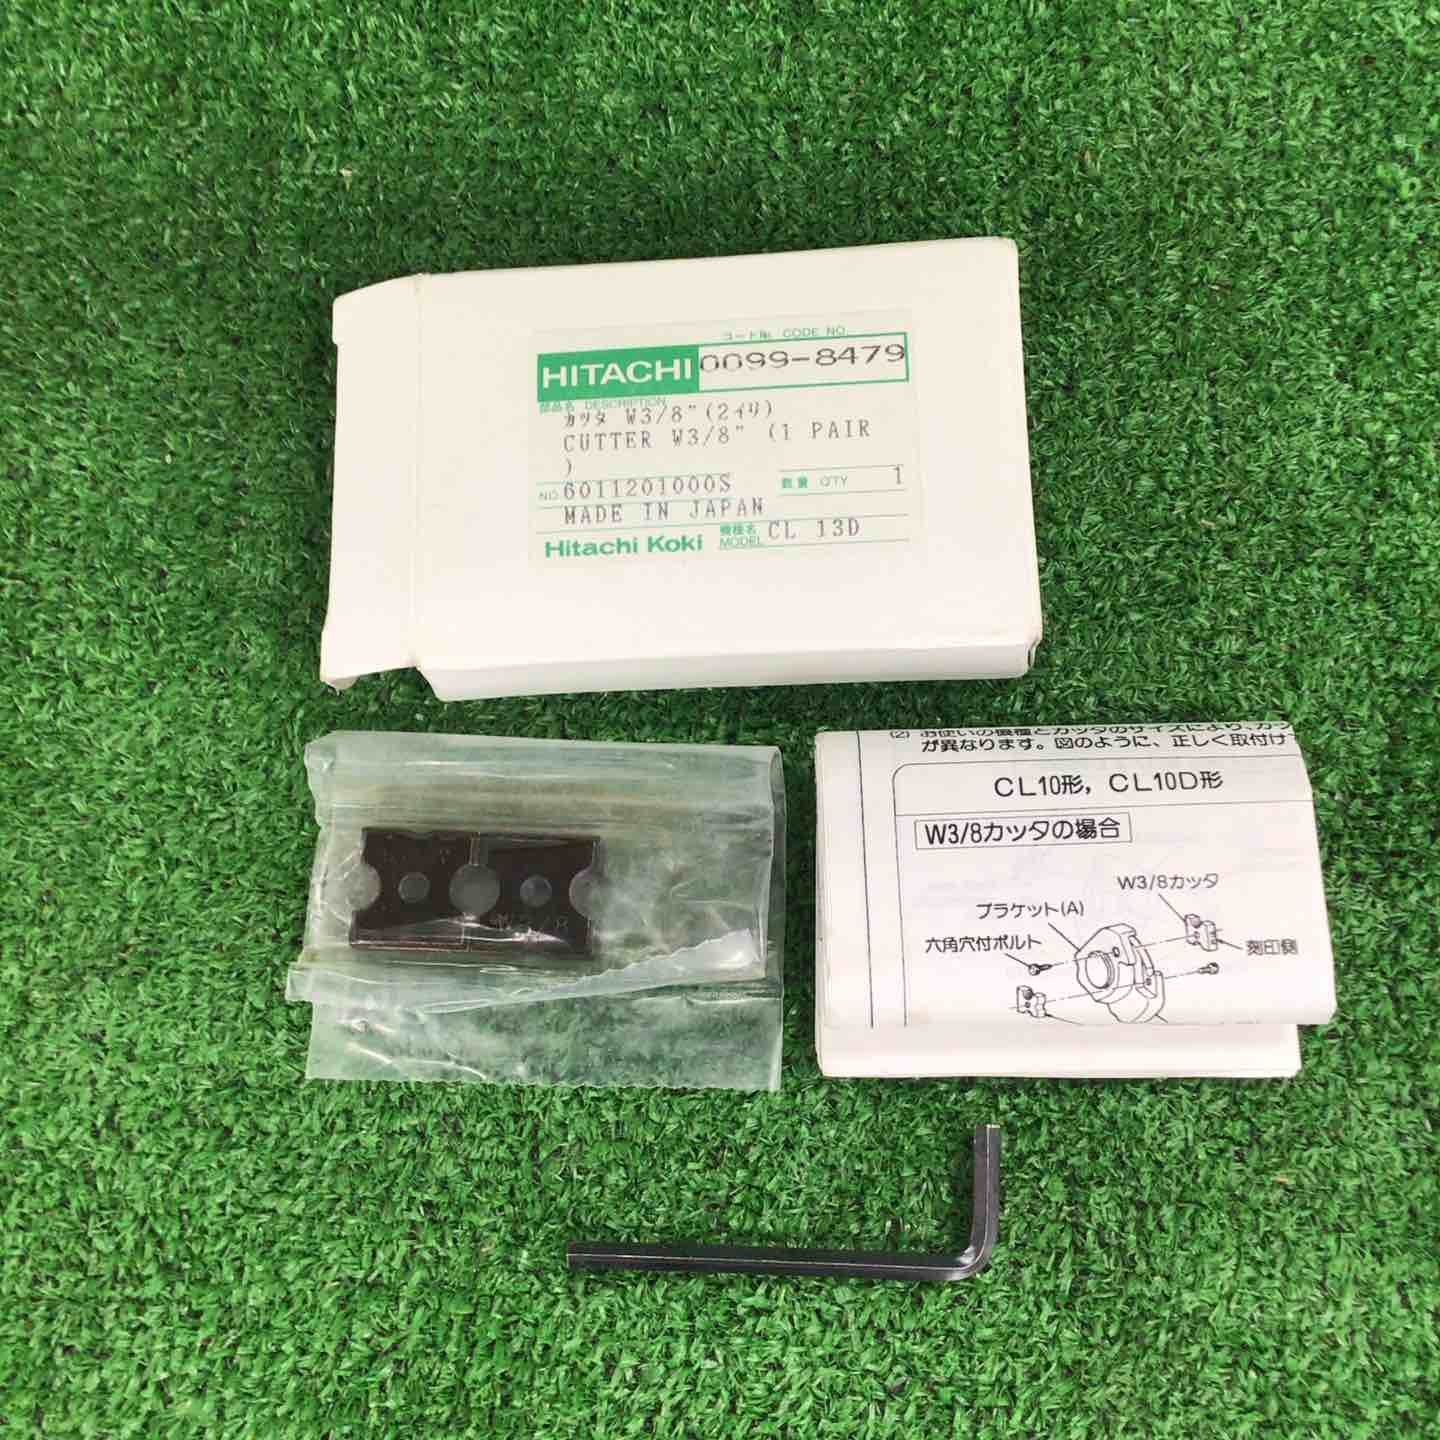 コードNo. CODE NO.
HITACHI 0099-8479
部品名 DESCRIPTION
カッタ W3/8"(2イリ)
CUTTER W3/8" (1 PAIR
)
NO. 6011201000S 数量 Q'TY 1
MADE IN JAPAN
Hitachi Koki 機種名 MODEL CL 13D
W3/8
(2) お使いの機種とカッタのサイズにより、カッ
が異なります。図のように、正しく取付け
CL10形, CL10D形
W3/8カッタの場合
W3/8カッタ
ブラケット(A)
六角穴付ボルト
刻印側